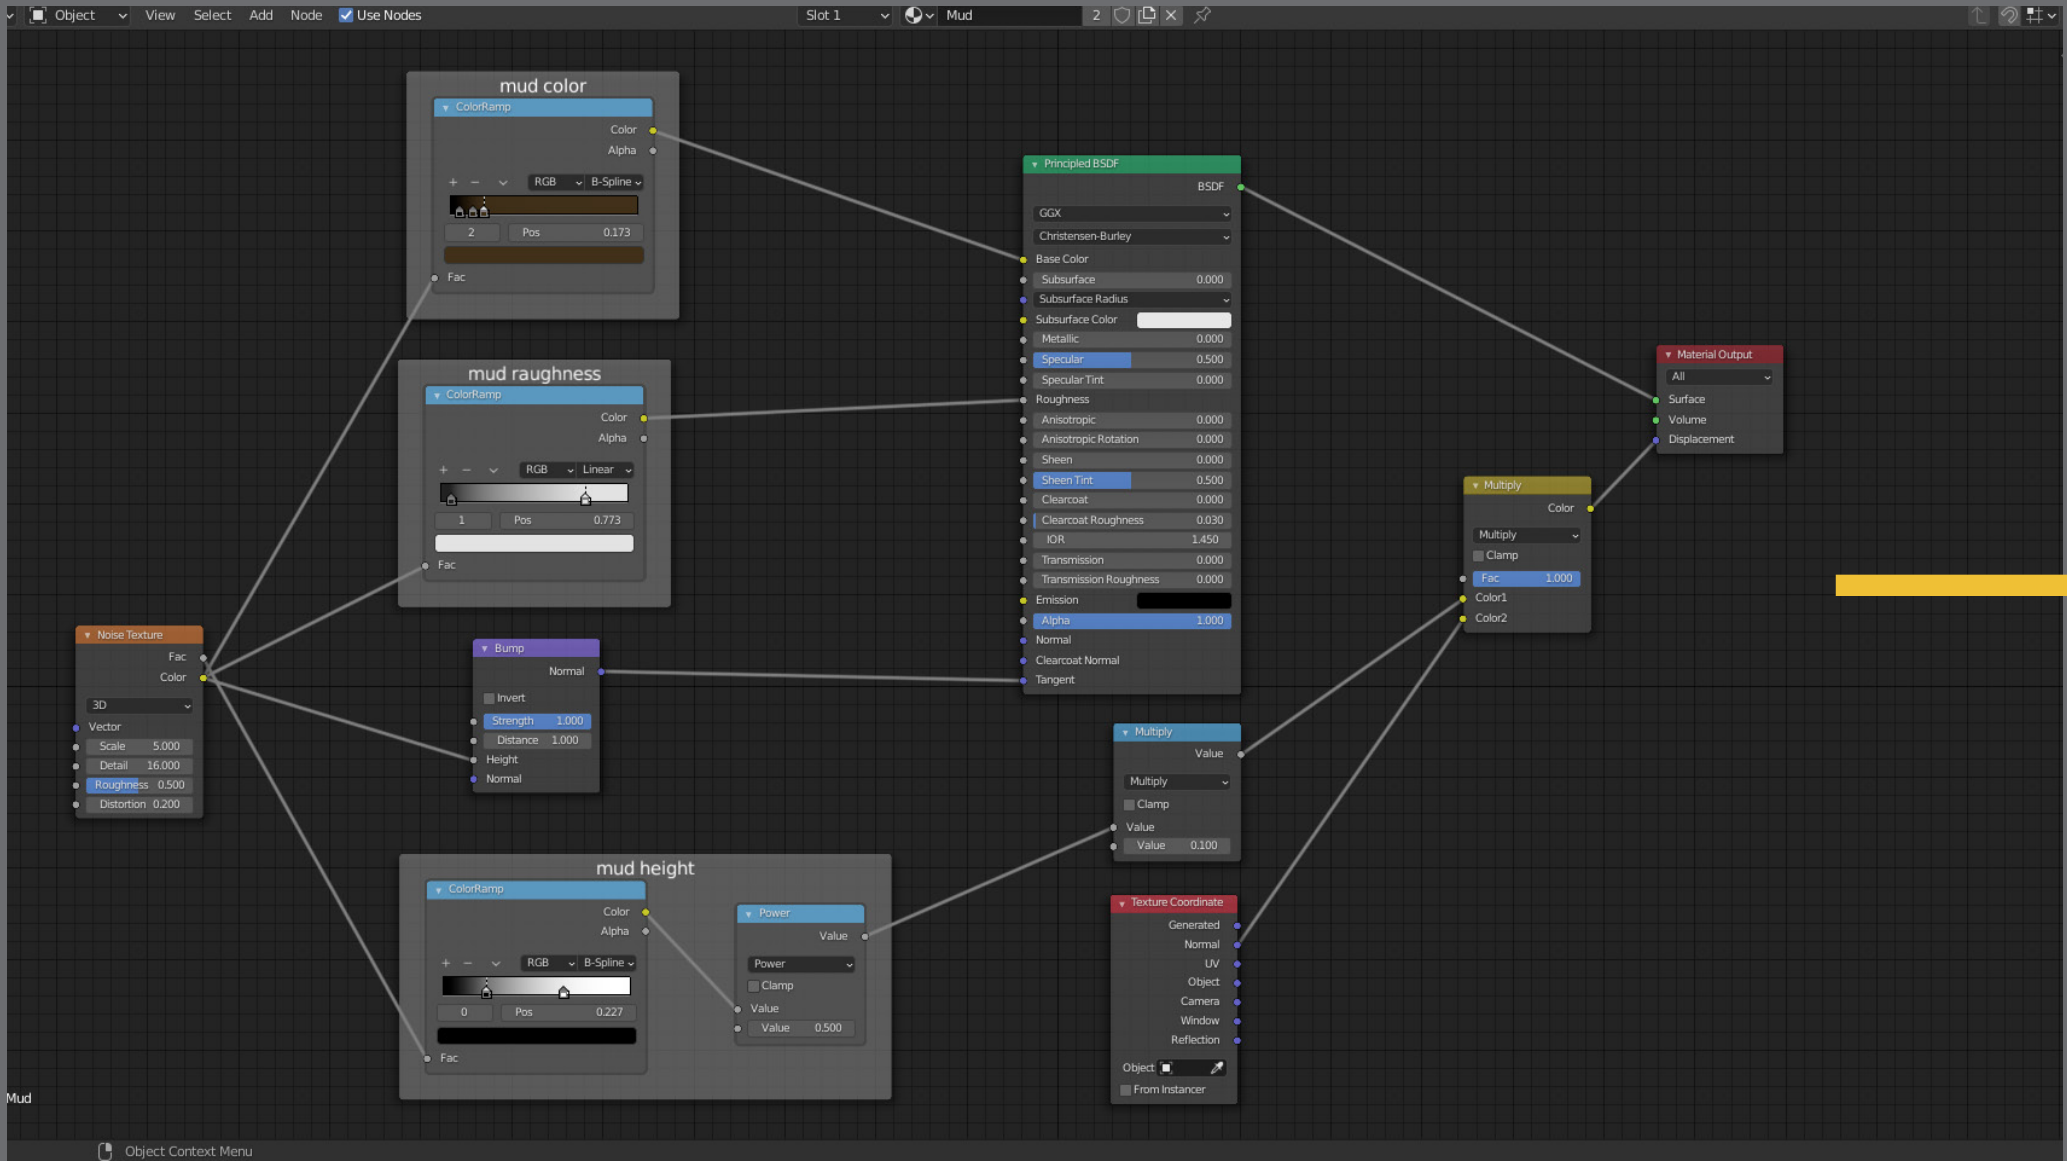 Object View Select Add Node Use Nodes Slot 1 Mud 2
mud color
ColorRamp
Color
Alpha
+ − RGB B-Spline
2 Pos 0.173
Fac
mud raughness
ColorRamp
Color
Alpha
+ − RGB Linear
1 Pos 0.773
Fac
Noise Texture
Fac
Color
3D
Vector
Scale 5.000
Detail 16.000
Roughness 0.500
Distortion 0.200
Bump
Normal
Invert
Strength 1.000
Distance 1.000
Height
Normal
mud height
ColorRamp
Color
Alpha
+ − RGB B-Spline
0 Pos 0.227
Fac
Power
Value
Power
Clamp
Value
Value 0.500
Principled BSDF
BSDF
GGX
Christensen-Burley
Base Color
Subsurface 0.000
Subsurface Radius
Subsurface Color
Metallic 0.000
Specular 0.500
Specular Tint 0.000
Roughness
Anisotropic 0.000
Anisotropic Rotation 0.000
Sheen 0.000
Sheen Tint 0.500
Clearcoat 0.000
Clearcoat Roughness 0.030
IOR 1.450
Transmission 0.000
Transmission Roughness 0.000
Emission
Alpha 1.000
Normal
Clearcoat Normal
Tangent
Multiply
Value
Multiply
Clamp
Value
Value 0.100
Texture Coordinate
Generated
Normal
UV
Object
Camera
Window
Reflection
Object
From Instancer
Multiply
Color
Multiply
Clamp
Fac 1.000
Color1
Color2
Material Output
All
Surface
Volume
Displacement
Mud
Object Context Menu